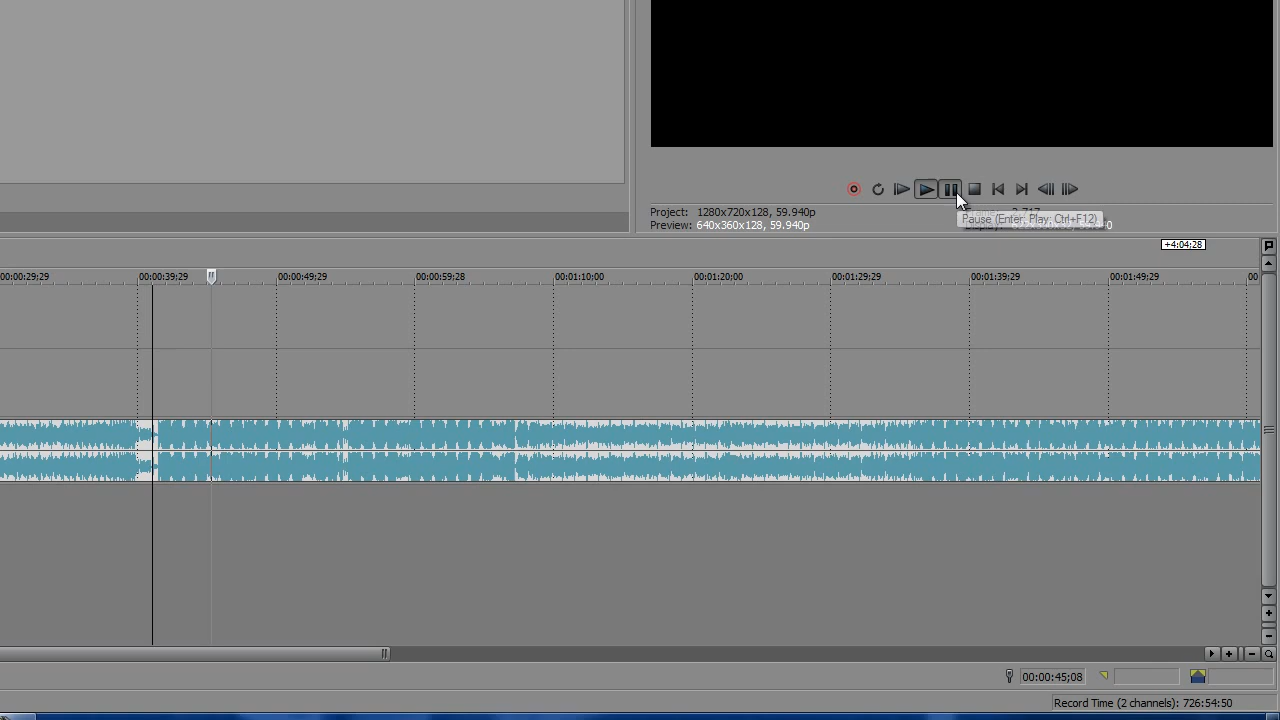 Project: 1280x720x128, 59.940p
Preview: 640x360x128, 59.940p
Pause (Enter; Play; Ctrl+F12)
+4:04:28
00:00:29;29 00:00:39;29 00:00:49;29 00:00:59;28 00:01:10;00 00:01:20;00 00:01:29;29 00:01:39;29 00:01:49;29 00
00:00:45;08
Record Time (2 channels): 726:54:50